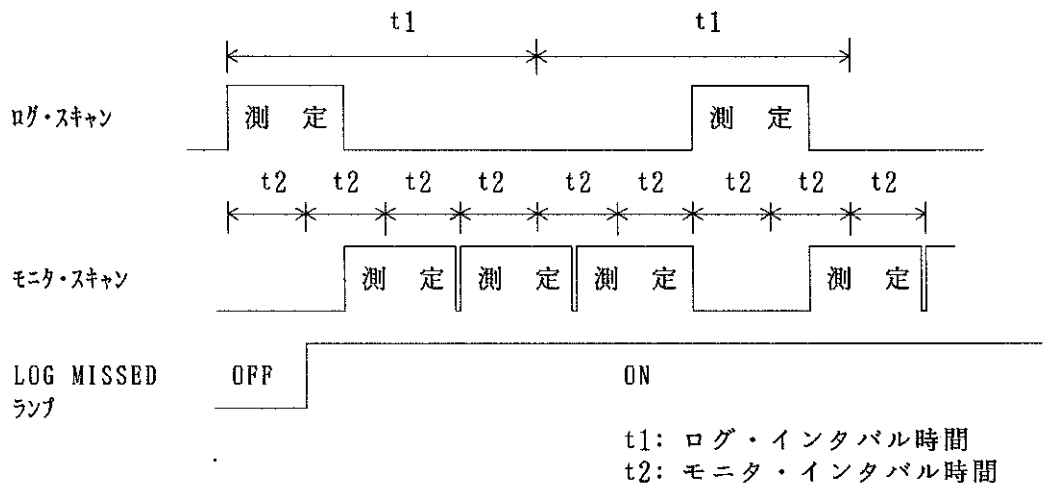 t1 t1
ログ・スキャン 測 定 測 定
t2 t2 t2 t2 t2 t2 t2 t2 t2
モニタ・スキャン 測 定 測 定 測 定 測 定
LOG MISSED OFF ON
ランプ
t1: ログ・インタバル時間
t2: モニタ・インタバル時間